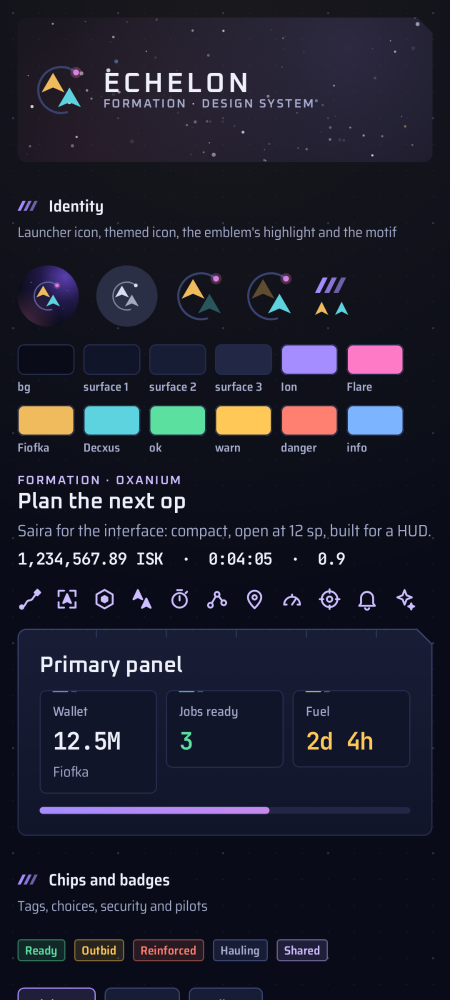 ECHELON
FORMATION · DESIGN SYSTEM
Identity
Launcher icon, themed icon, the emblem's highlight and the motif
bg surface 1 surface 2 surface 3 Ion Flare
Fiofka Decxus ok warn danger info
FORMATION · OXANIUM
Plan the next op
Saira for the interface: compact, open at 12 sp, built for a HUD.
1,234,567.89 ISK · 0:04:05 · 0.9
Primary panel
Wallet Jobs ready Fuel
12.5M 3 2d 4h
Fiofka
Chips and badges
Tags, choices, security and pilots
Ready Outbid Reinforced Hauling Shared